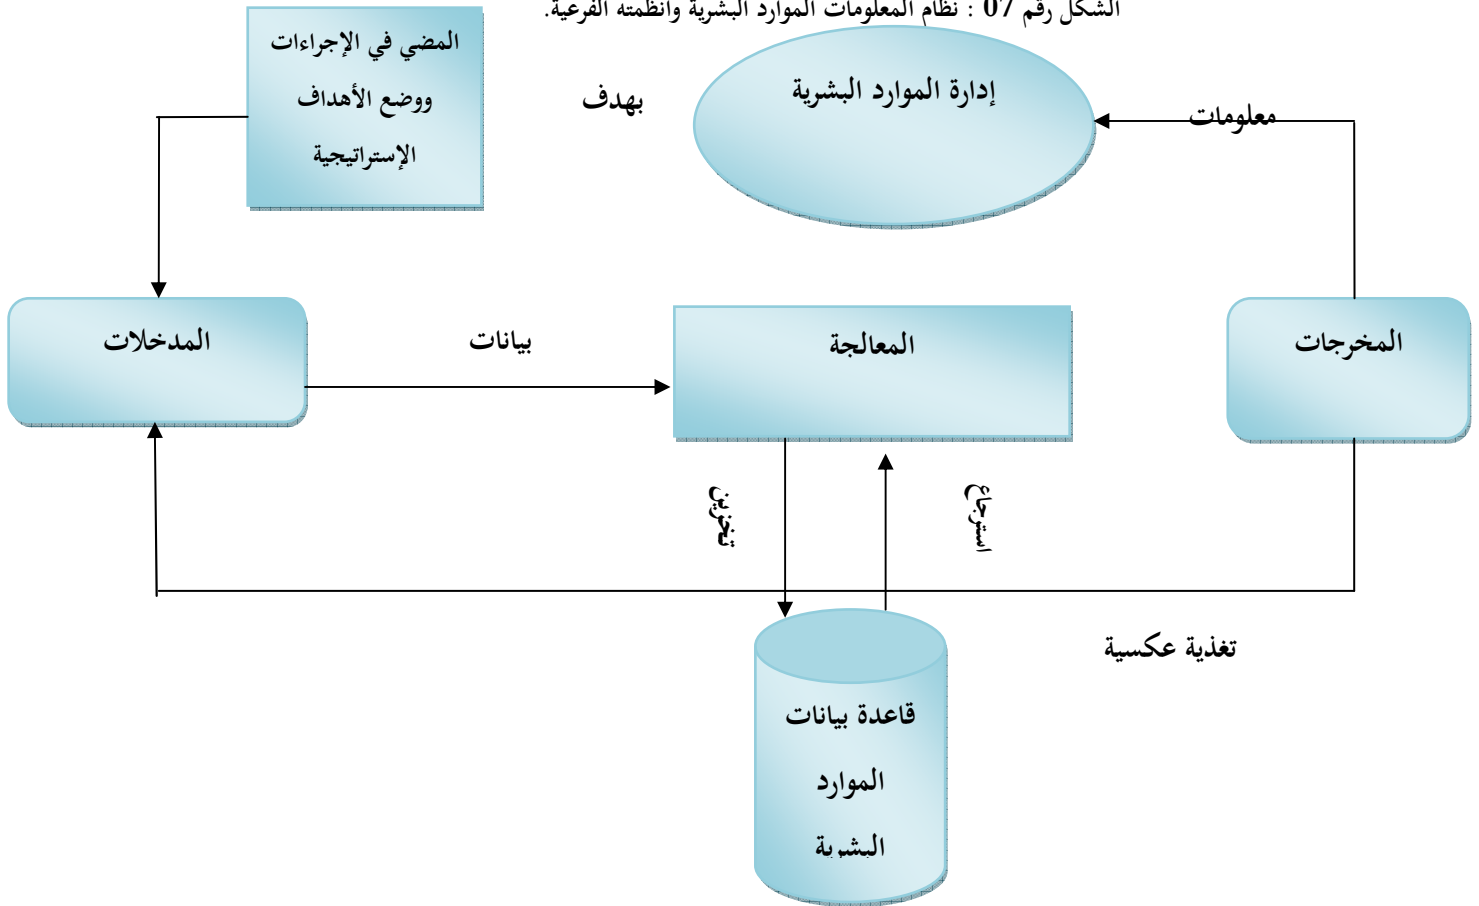 الشكل رقم 07 : نظام المعلومات الموارد البشرية وأنظمته الفرعية.
المضي في الإجراءات
ووضع الأهداف
الإستراتيجية
بهدف
إدارة الموارد البشرية
معلومات
المدخلات
بيانات
المعالجة
المخرجات
تخزين
استرجاع
تغذية عكسية
قاعدة بيانات
الموارد
البشرية